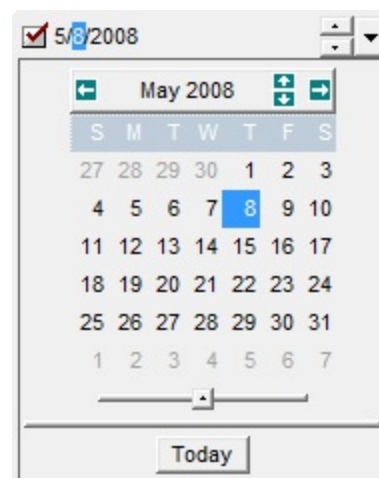 5/8/2008
May 2008
S M T W T F S
27 28 29 30 1 2 3
4 5 6 7 8 9 10
11 12 13 14 15 16 17
18 19 20 21 22 23 24
25 26 27 28 29 30 31
1 2 3 4 5 6 7
Today